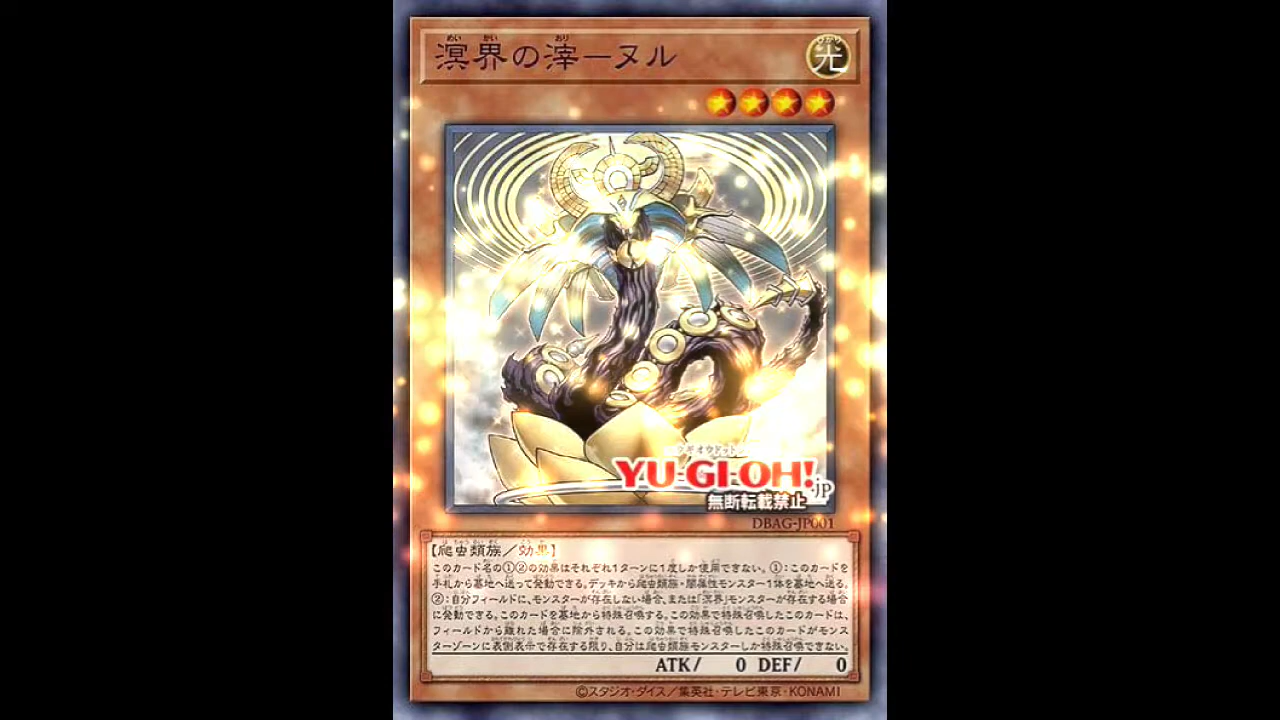 溟界の滓－ヌル
光
ユギオウドットジェイピー
YU-GI-OH!.jp
無断転載禁止
DBAG-JP001
【爬虫類族／効果】
このカード名の①②の効果はそれぞれ1ターンに1度しか使用できない。①：このカードを
手札から墓地へ送って発動できる。デッキから爬虫類族・闇属性モンスター1体を墓地へ送る。
②：自分フィールドに、モンスターが存在しない場合、または「溟界」モンスターが存在する場合
に発動できる。このカードを墓地から特殊召喚する。この効果で特殊召喚したこのカードは、
フィールドから離れた場合に除外される。この効果で特殊召喚したこのカードがモンス
ターゾーンに表側表示で存在する限り、自分は爬虫類族モンスターしか特殊召喚できない。
ATK/ 0 DEF/ 0
©スタジオ・ダイス／集英社・テレビ東京・KONAMI